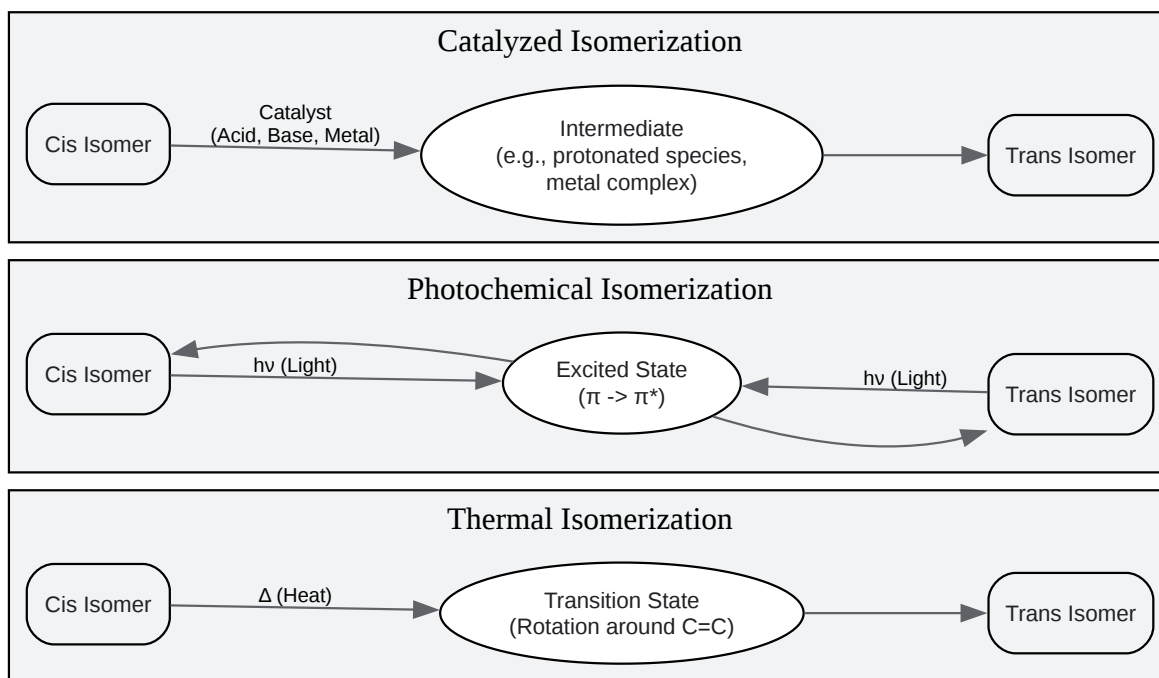 Catalyzed Isomerization
Cis Isomer
Catalyst
(Acid, Base, Metal)
Intermediate
(e.g., protonated species,
metal complex)
Trans Isomer
Photochemical Isomerization
Cis Isomer
hν (Light)
Excited State
(π -> π*)
hν (Light)
Trans Isomer
Thermal Isomerization
Cis Isomer
Δ (Heat)
Transition State
(Rotation around C=C)
Trans Isomer